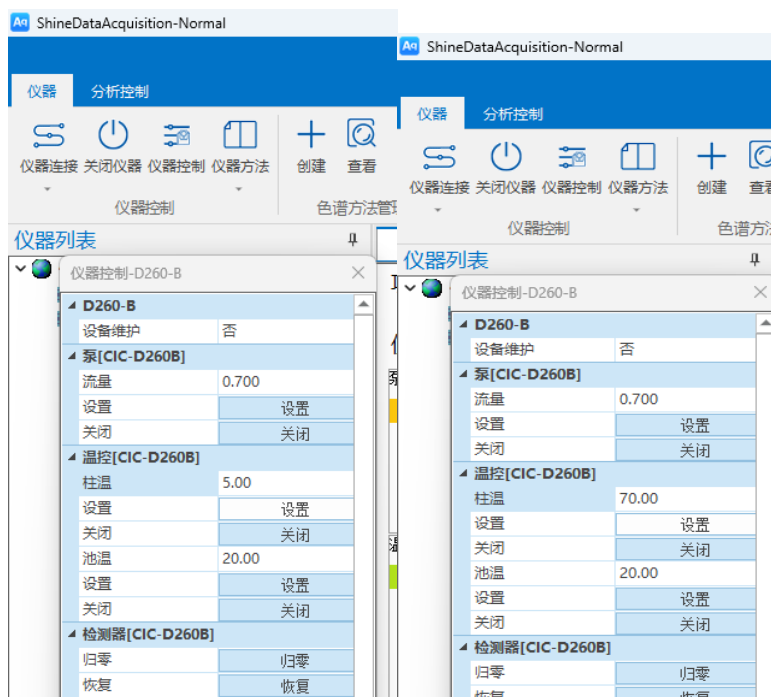 Aq ShineDataAcquisition-Normal
仪器 分析控制
仪器连接 关闭仪器 仪器控制 仪器方法 创建 查看
仪器控制 色谱方法管
仪器列表
仪器控制-D260-B
D260-B
设备维护 否
泵[CIC-D260B]
流量 0.700
设置 设置
关闭 关闭
温控[CIC-D260B]
柱温 5.00
设置 设置
关闭 关闭
池温 20.00
设置 设置
关闭 关闭
检测器[CIC-D260B]
归零 归零
恢复 恢复
Aq ShineDataAcquisition-Normal
仪器 分析控制
仪器连接 关闭仪器 仪器控制 仪器方法 创建 查看
仪器控制 色谱方法
仪器列表
仪器控制-D260-B
D260-B
设备维护 否
泵[CIC-D260B]
流量 0.700
设置 设置
关闭 关闭
温控[CIC-D260B]
柱温 70.00
设置 设置
关闭 关闭
池温 20.00
设置 设置
关闭 关闭
检测器[CIC-D260B]
归零 归零
恢复 恢复